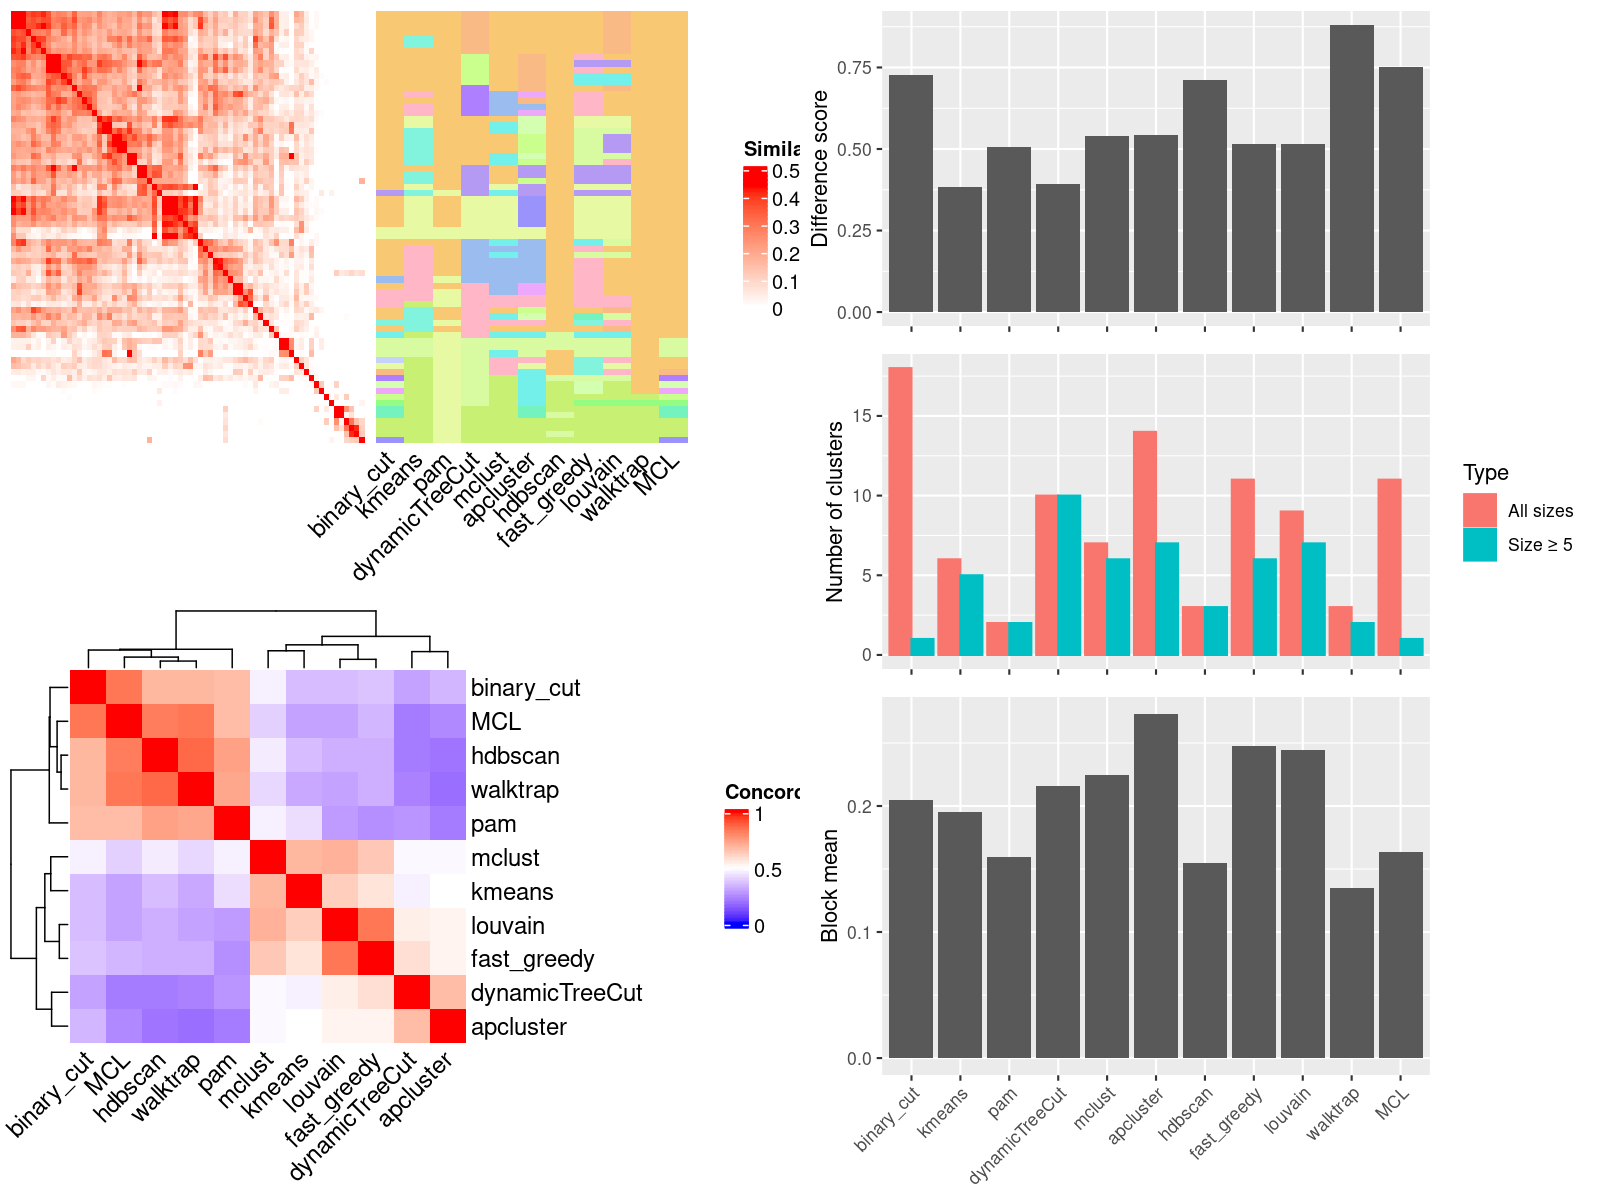 Simila
0.5
0.4
0.3
0.2
0.1
0
binary_cut
kmeans
pam
dynamicTreeCut
mclust
apcluster
hdbscan
fast_greedy
louvain
walktrap
MCL
binary_cut
MCL
hdbscan
walktrap
pam
mclust
kmeans
louvain
fast_greedy
dynamicTreeCut
apcluster
Concord
1
0.5
0
binary_cut
MCL
hdbscan
walktrap
pam
mclust
kmeans
louvain
fast_greedy
dynamicTreeCut
apcluster
Difference score
0.75
0.50
0.25
0.00
Number of clusters
15
10
5
0
Type
All sizes
Size ≥ 5
Block mean
0.2
0.1
0.0
binary_cut
kmeans
pam
dynamicTreeCut
mclust
apcluster
hdbscan
fast_greedy
louvain
walktrap
MCL